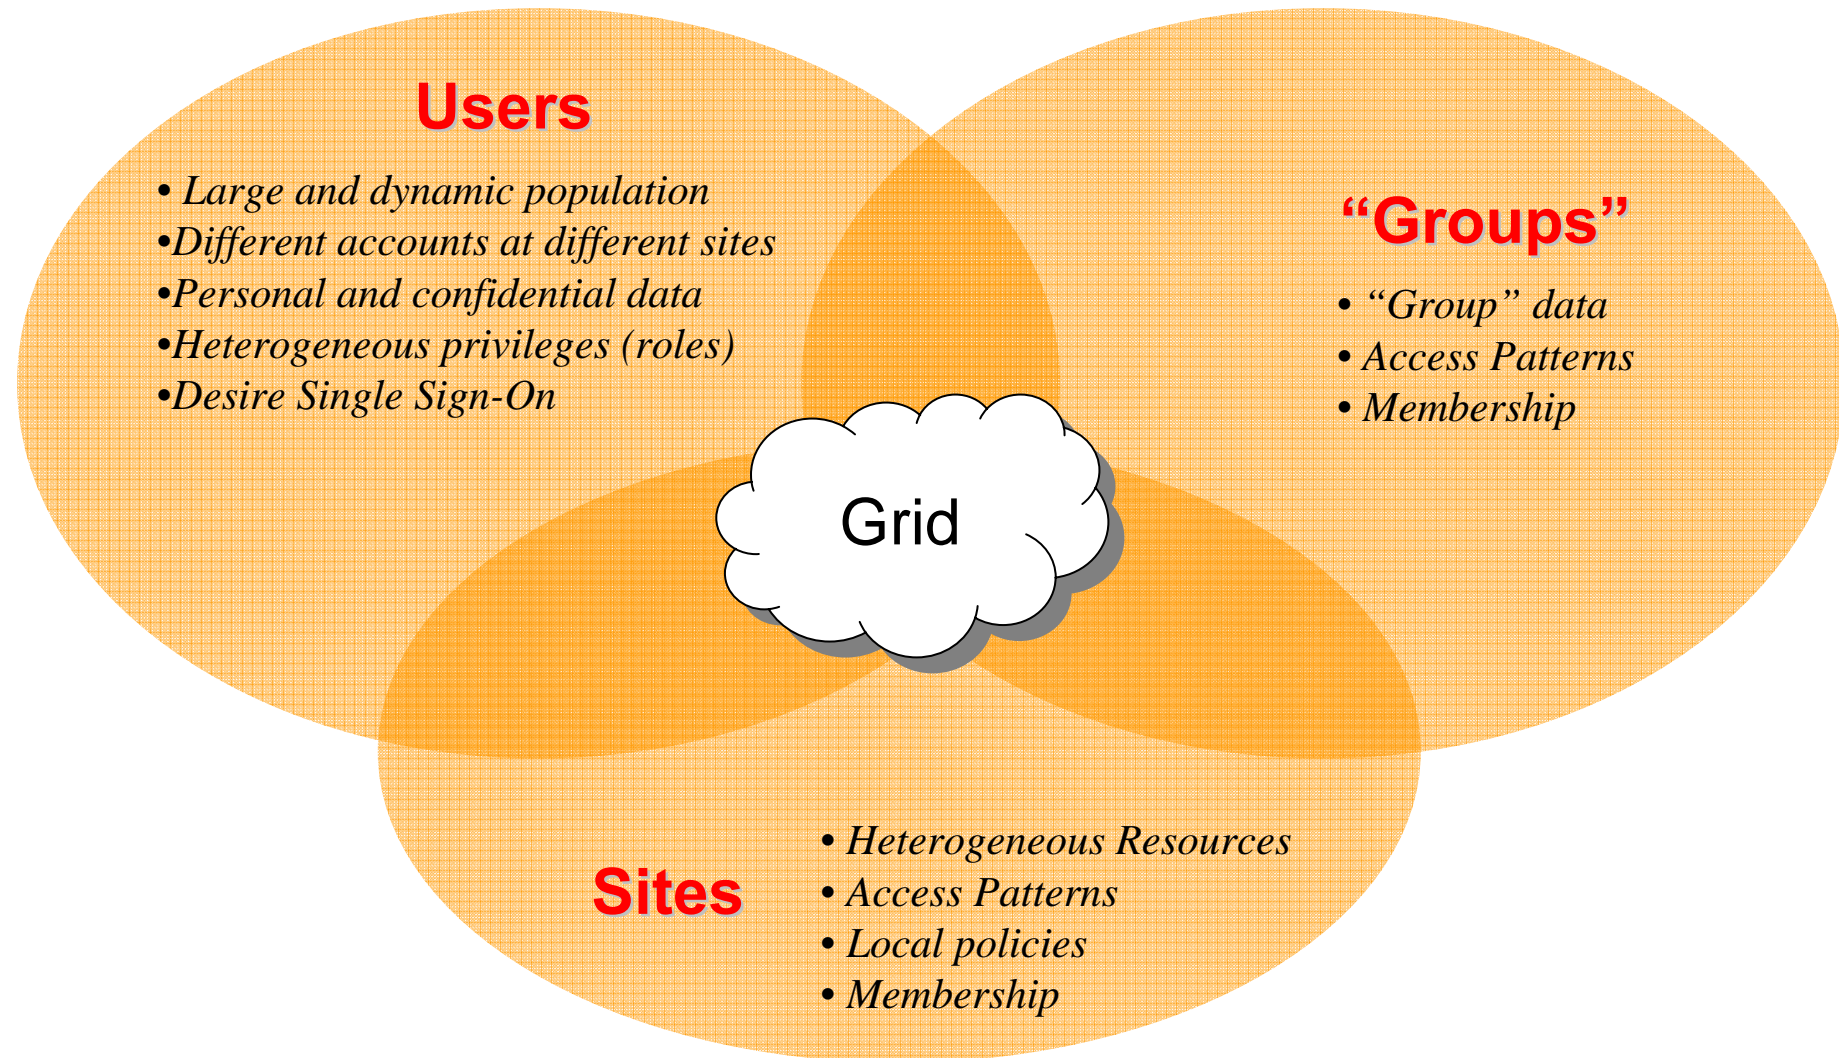 Users
• Large and dynamic population
•Different accounts at different sites
•Personal and confidential data
•Heterogeneous privileges (roles)
•Desire Single Sign-On
“Groups”
• “Group” data
• Access Patterns
• Membership
Grid
Sites
• Heterogeneous Resources
• Access Patterns
• Local policies
• Membership